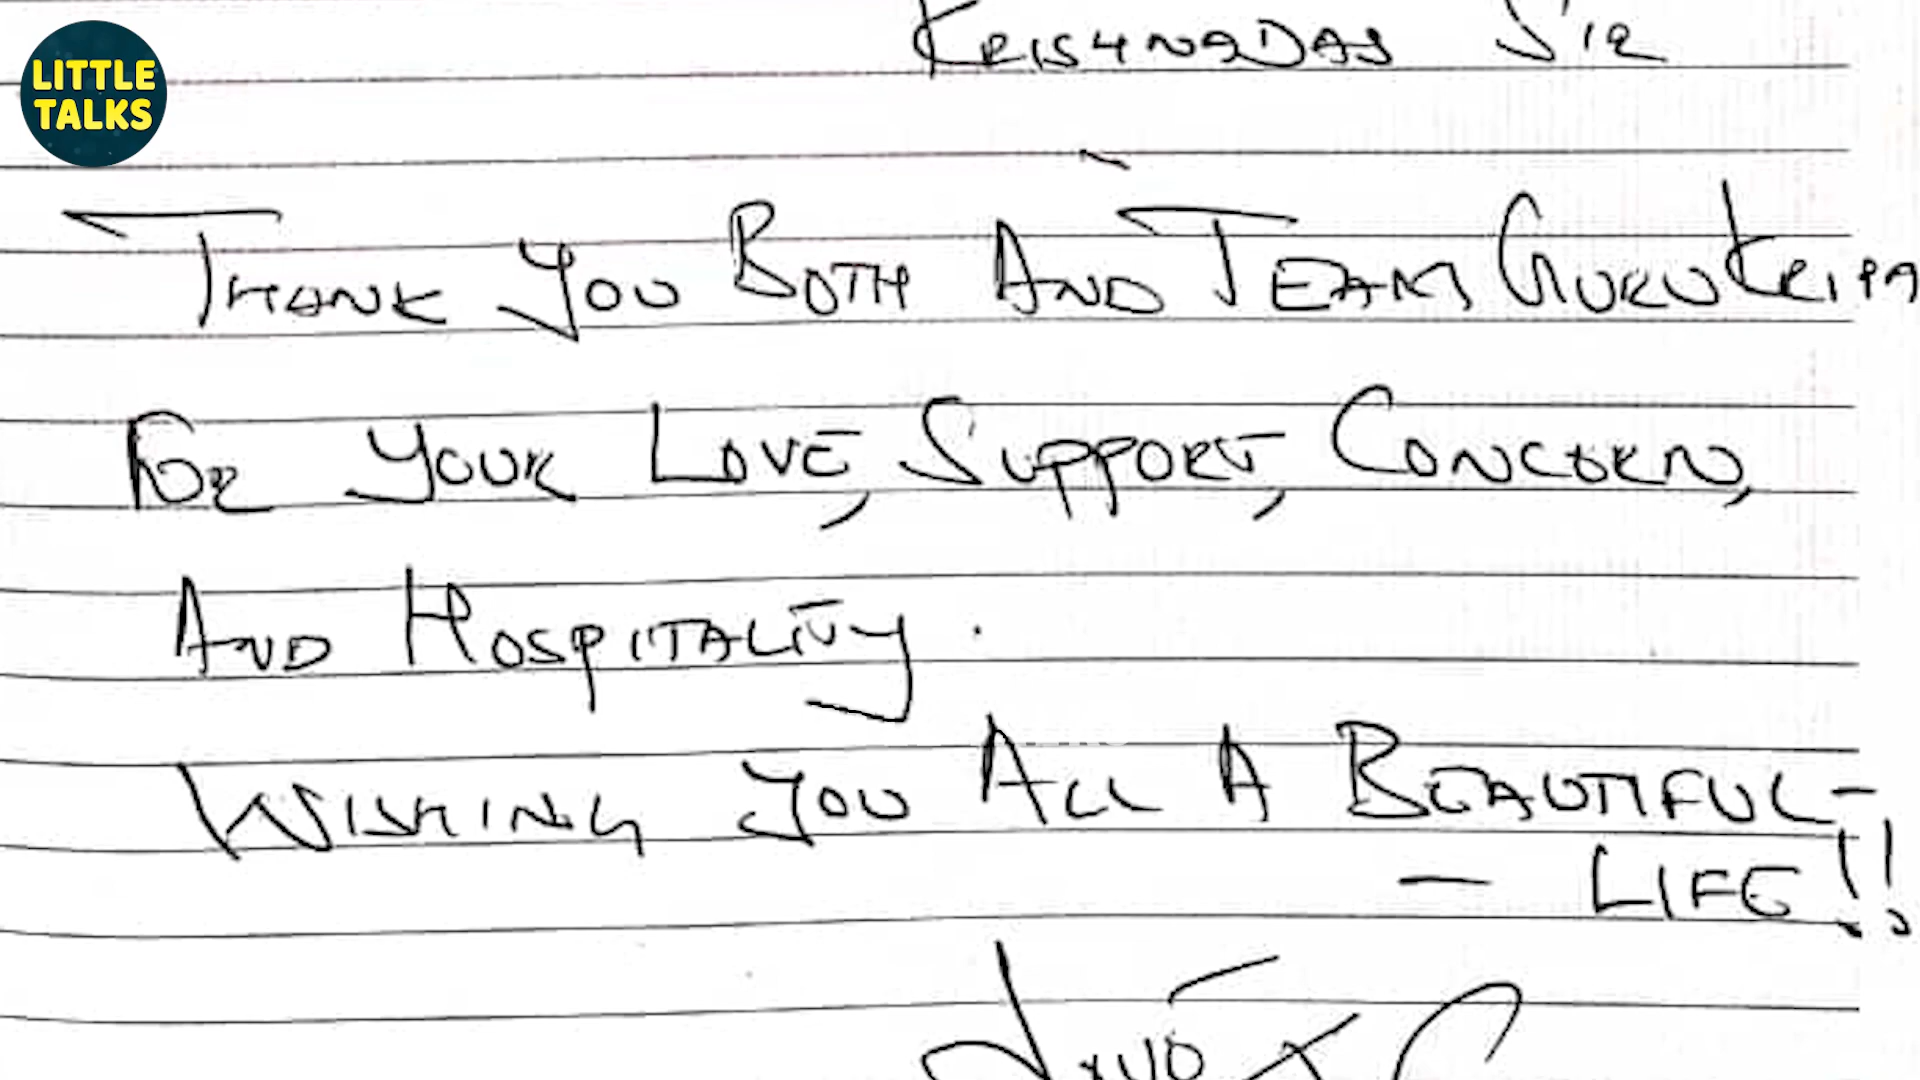 LITTLE
TALKS
KRISHNADAS SIR
THANK YOU BOTH AND TEAM GURUKRIPA
FOR YOUR LOVE, SUPPORT, CONCERN,
AND HOSPITALITY.
WISHING YOU ALL A BEAUTIFUL-
- LIFE!!